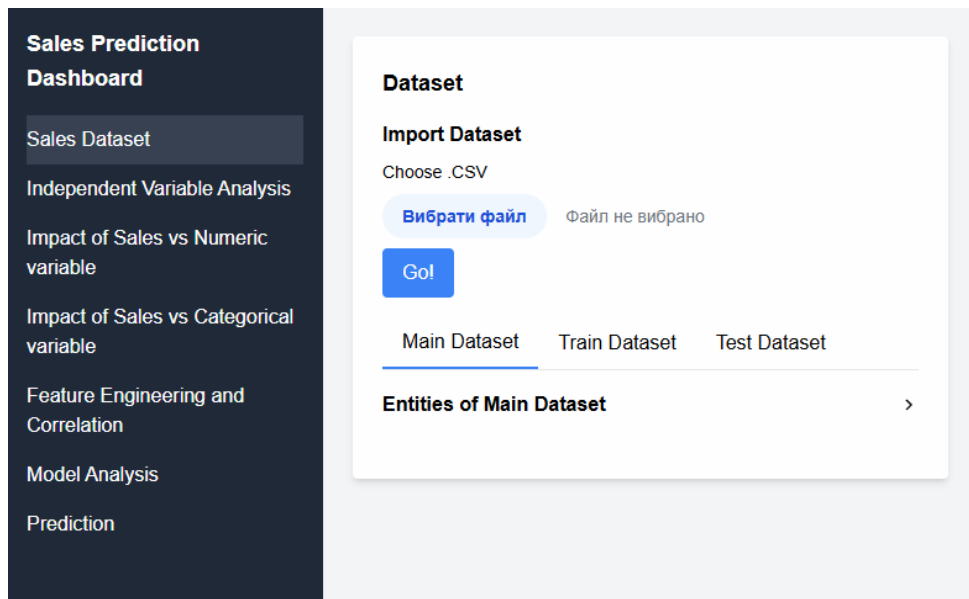 Sales Prediction
Dashboard
Sales Dataset
Independent Variable Analysis
Impact of Sales vs Numeric
variable
Impact of Sales vs Categorical
variable
Feature Engineering and
Correlation
Model Analysis
Prediction
Dataset
Import Dataset
Choose .CSV
Вибрати файл Файл не вибрано
Go!
Main Dataset Train Dataset Test Dataset
Entities of Main Dataset